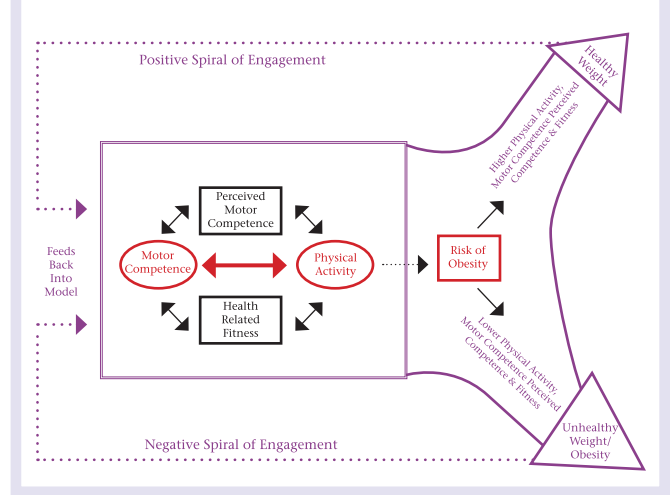 Positive Spiral of Engagement
Healthy
Weight
Higher Physical Activity,
Motor Competence Perceived
Competence & Fitness
Perceived
Motor
Competence
Feeds
Back
Into
Model
Motor
Competence
Physical
Activity
Risk of
Obesity
Health
Related
Fitness
Lower Physical Activity,
Motor Competence Perceived
Competence & Fitness
Negative Spiral of Engagement
Unhealthy
Weight/
Obesity